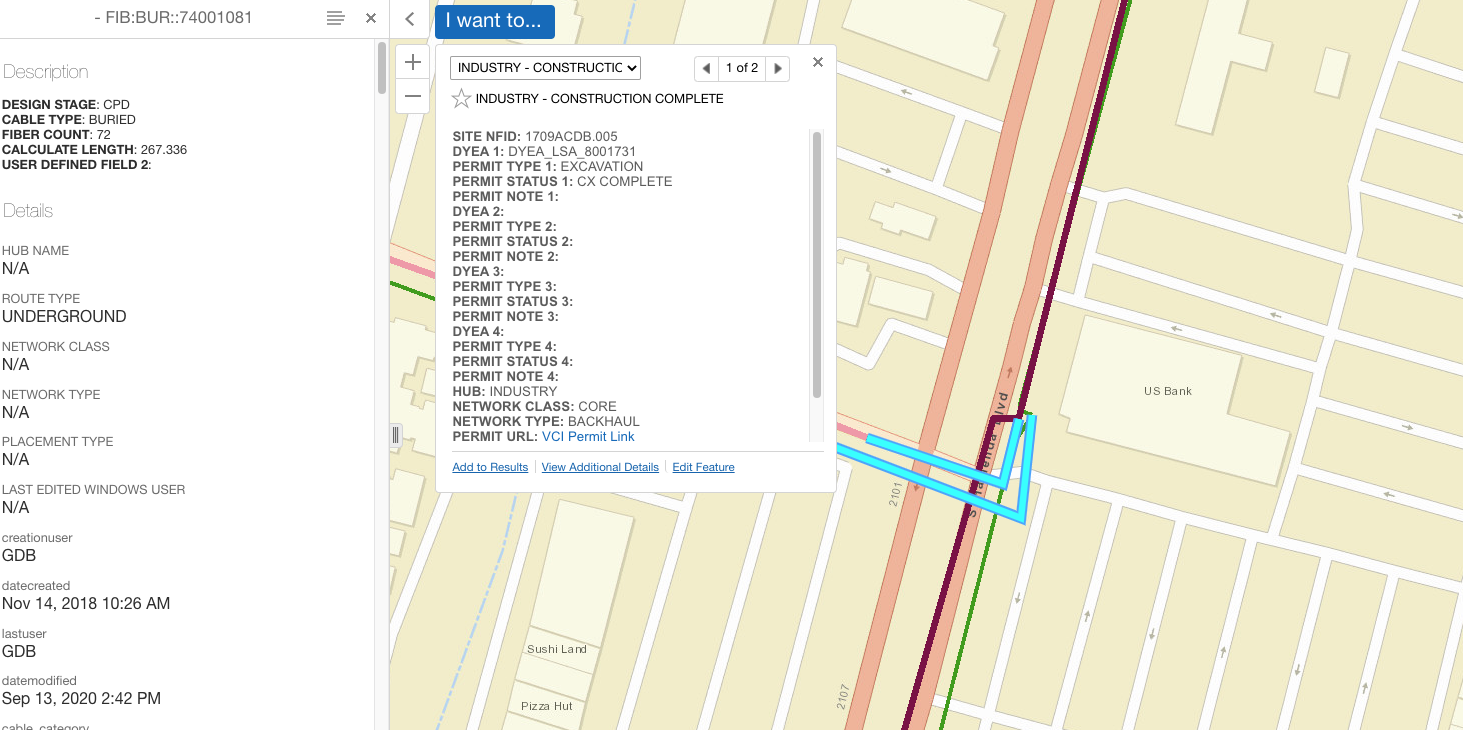 - FIB:BUR::74001081
Description
DESIGN STAGE: CPD
CABLE TYPE: BURIED
FIBER COUNT: 72
CALCULATE LENGTH: 267.336
USER DEFINED FIELD 2:
Details
HUB NAME
N/A
ROUTE TYPE
UNDERGROUND
NETWORK CLASS
N/A
NETWORK TYPE
N/A
PLACEMENT TYPE
N/A
LAST EDITED WINDOWS USER
N/A
creationuser
GDB
datecreated
Nov 14, 2018 10:26 AM
lastuser
GDB
datemodified
Sep 13, 2020 2:42 PM
cable_category
I want to...
INDUSTRY - CONSTRUCTIC
1 of 2
INDUSTRY - CONSTRUCTION COMPLETE
SITE NFID: 1709ACDB.005
DYEA 1: DYEA_LSA_8001731
PERMIT TYPE 1: EXCAVATION
PERMIT STATUS 1: CX COMPLETE
PERMIT NOTE 1:
DYEA 2:
PERMIT TYPE 2:
PERMIT STATUS 2:
PERMIT NOTE 2:
DYEA 3:
PERMIT TYPE 3:
PERMIT STATUS 3:
PERMIT NOTE 3:
DYEA 4:
PERMIT TYPE 4:
PERMIT STATUS 4:
PERMIT NOTE 4:
HUB: INDUSTRY
NETWORK CLASS: CORE
NETWORK TYPE: BACKHAUL
PERMIT URL: VCI Permit Link
Add to Results
View Additional Details
Edit Feature
US Bank
2101
Sushi Land
2107
Pizza Hut